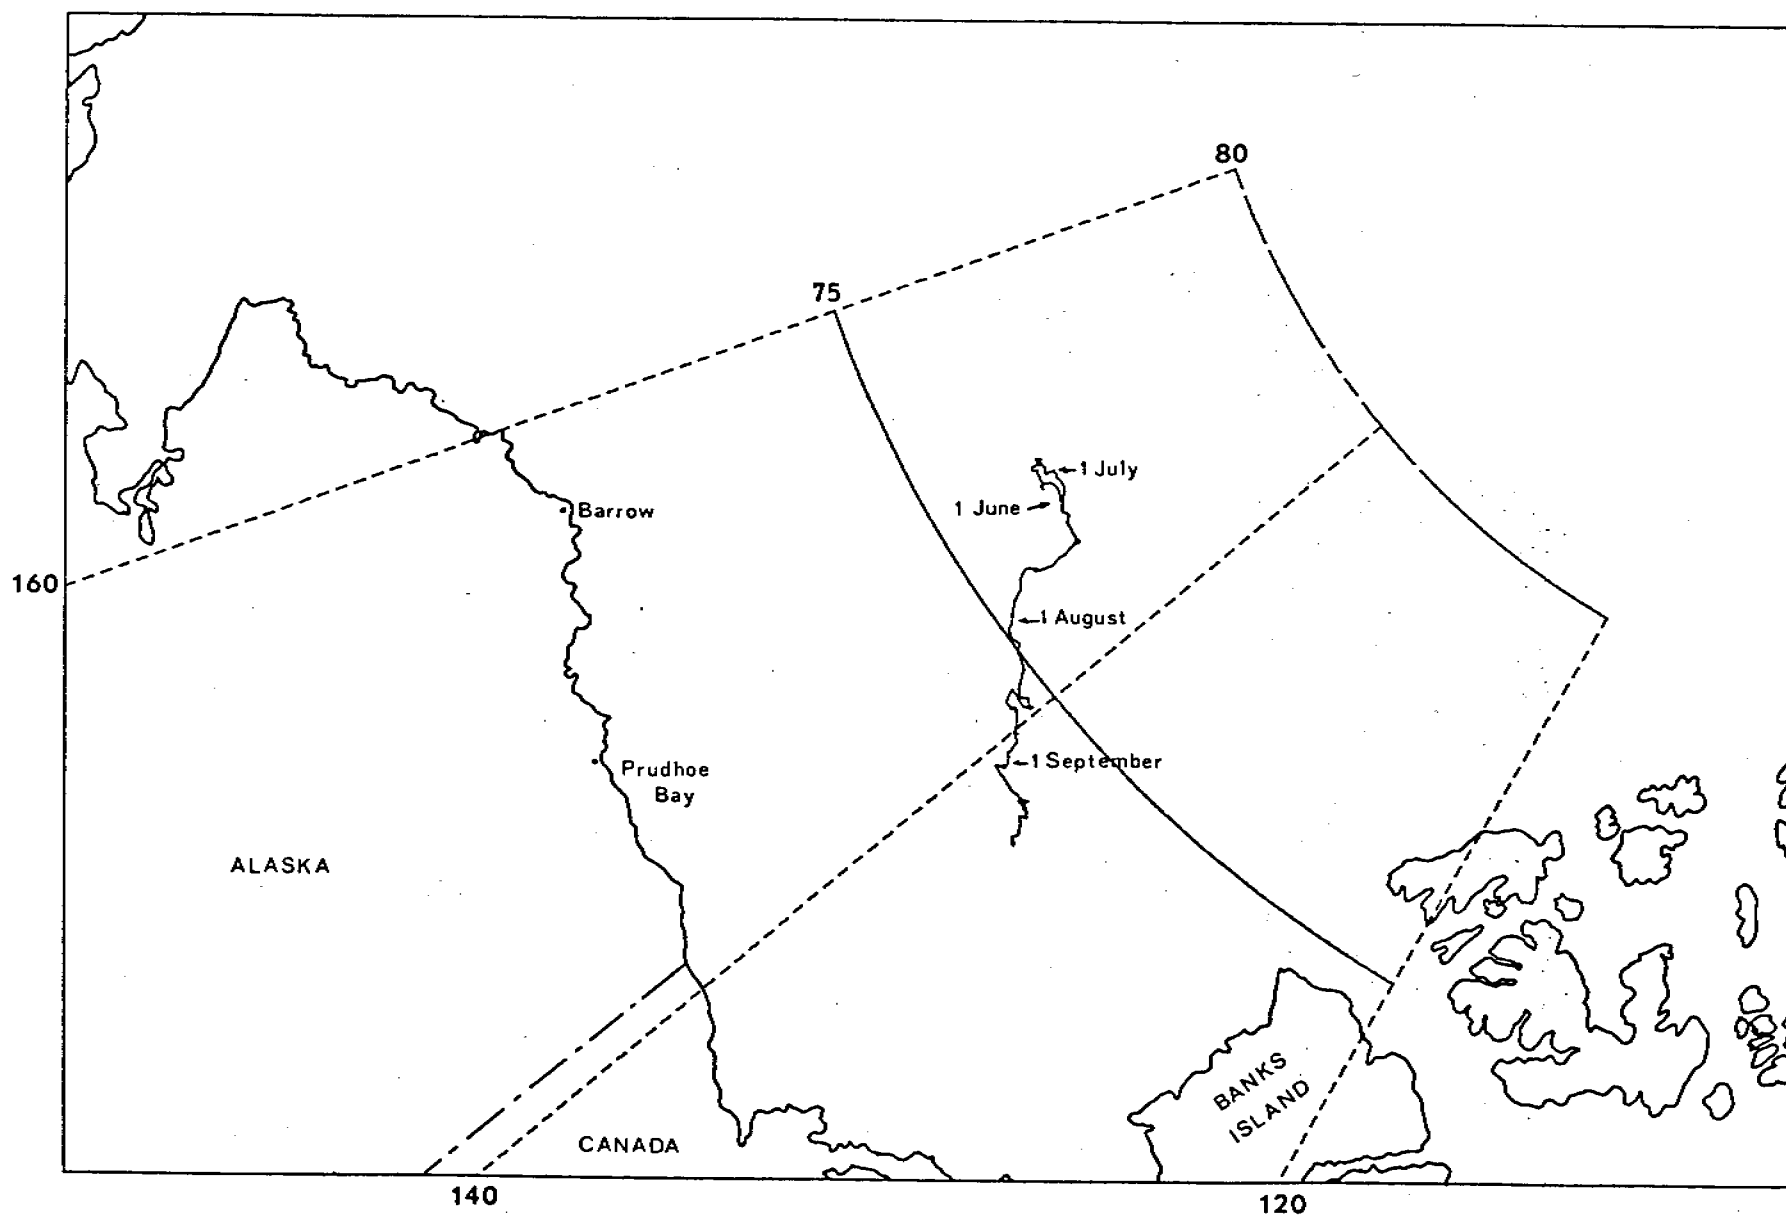 80
75
1 July
1 June
Barrow
160
1 August
1 September
Prudhoe
Bay
ALASKA
BANKS
ISLAND
CANADA
140
120